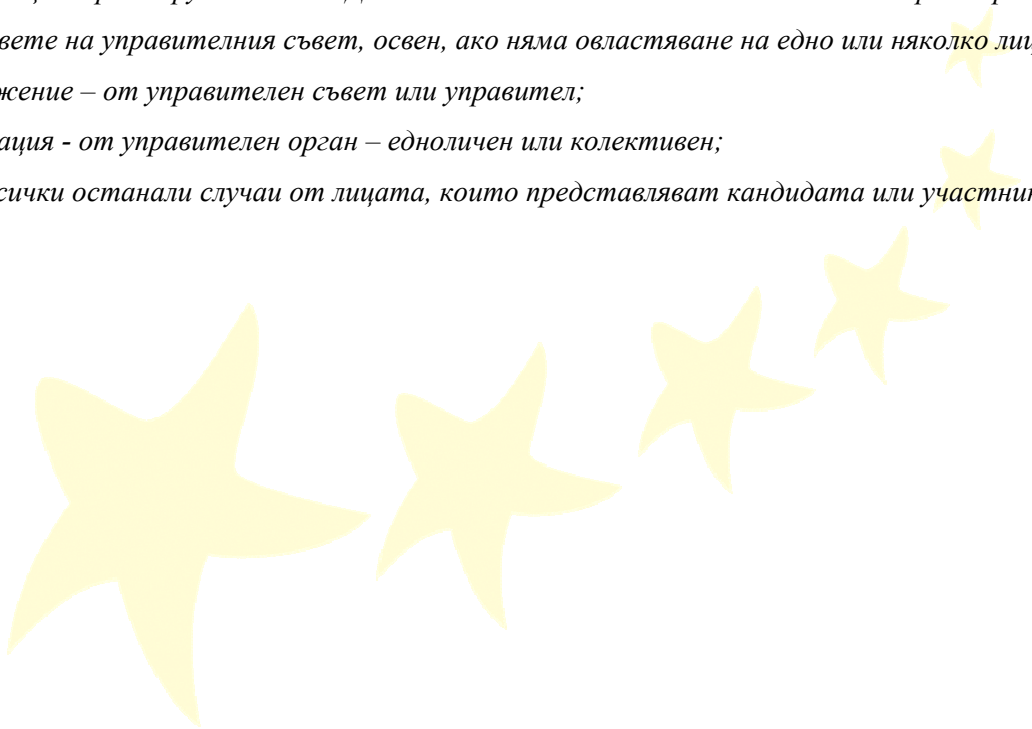 вете на управителния съвет, освен, ако няма овластяване на едно или няколко лиц
жение – от управителен съвет или управител;
ация - от управителен орган – едноличен или колективен;
сички останали случаи от лицата, които представляват кандидата или участни